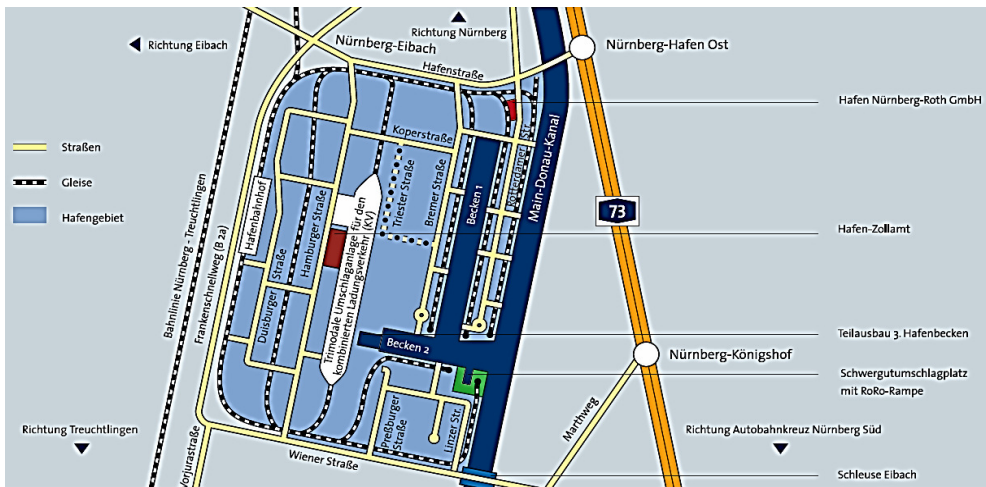 Richtung Eibach
Nürnberg-Eibach
Richtung Nürnberg
Nürnberg-Hafen Ost
Hafenstraße
Hafen Nürnberg-Roth GmbH
Straßen
Gleise
Hafengebiet
Koperstraße
Rotterdamer Str.
Main-Donau-Kanal
Becken 1
Bremer Straße
Triester Straße
Hamburger Straße
Duisburger
Straße
Hafenbahnhof
Frankenschnellweg (B 2a)
Bahnlinie Nürnberg - Treuchtlingen
Trimodale Umschlaganlage für den
kombinierten Ladungsverkehr (KV)
73
Hafen-Zollamt
Teilausbau 3. Hafenbecken
Becken 2
Nürnberg-Königshof
Schwergutumschlagplatz
mit RoRo-Rampe
Preßburger
Straße
Linzer Str.
Marthweg
Richtung Treuchtlingen
Richtung Autobahnkreuz Nürnberg Süd
Vorjurastraße
Wiener Straße
Schleuse Eibach